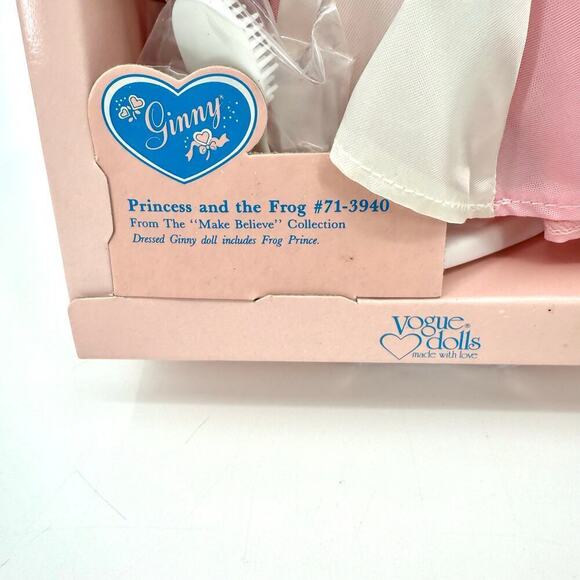 Ginny®
Princess and the Frog #71-3940
From The "Make Believe" Collection
Dressed Ginny doll includes Frog Prince.
Vogue®
dolls
made with love